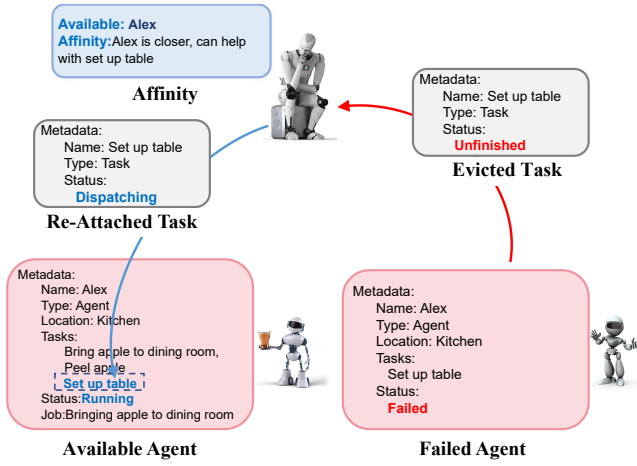 Available: Alex
Affinity:Alex is closer, can help
with set up table
Affinity
Metadata:
Name: Set up table
Type: Task
Status:
Unfinished
Evicted Task
Metadata:
Name: Set up table
Type: Task
Status:
Dispatching
Re-Attached Task
Metadata:
Name: Alex
Type: Agent
Location: Kitchen
Tasks:
Bring apple to dining room,
Peel apple
Set up table
Status:Running
Job:Bringing apple to dining room
Available Agent
Metadata:
Name: Alex
Type: Agent
Location: Kitchen
Tasks:
Set up table
Status:
Failed
Failed Agent